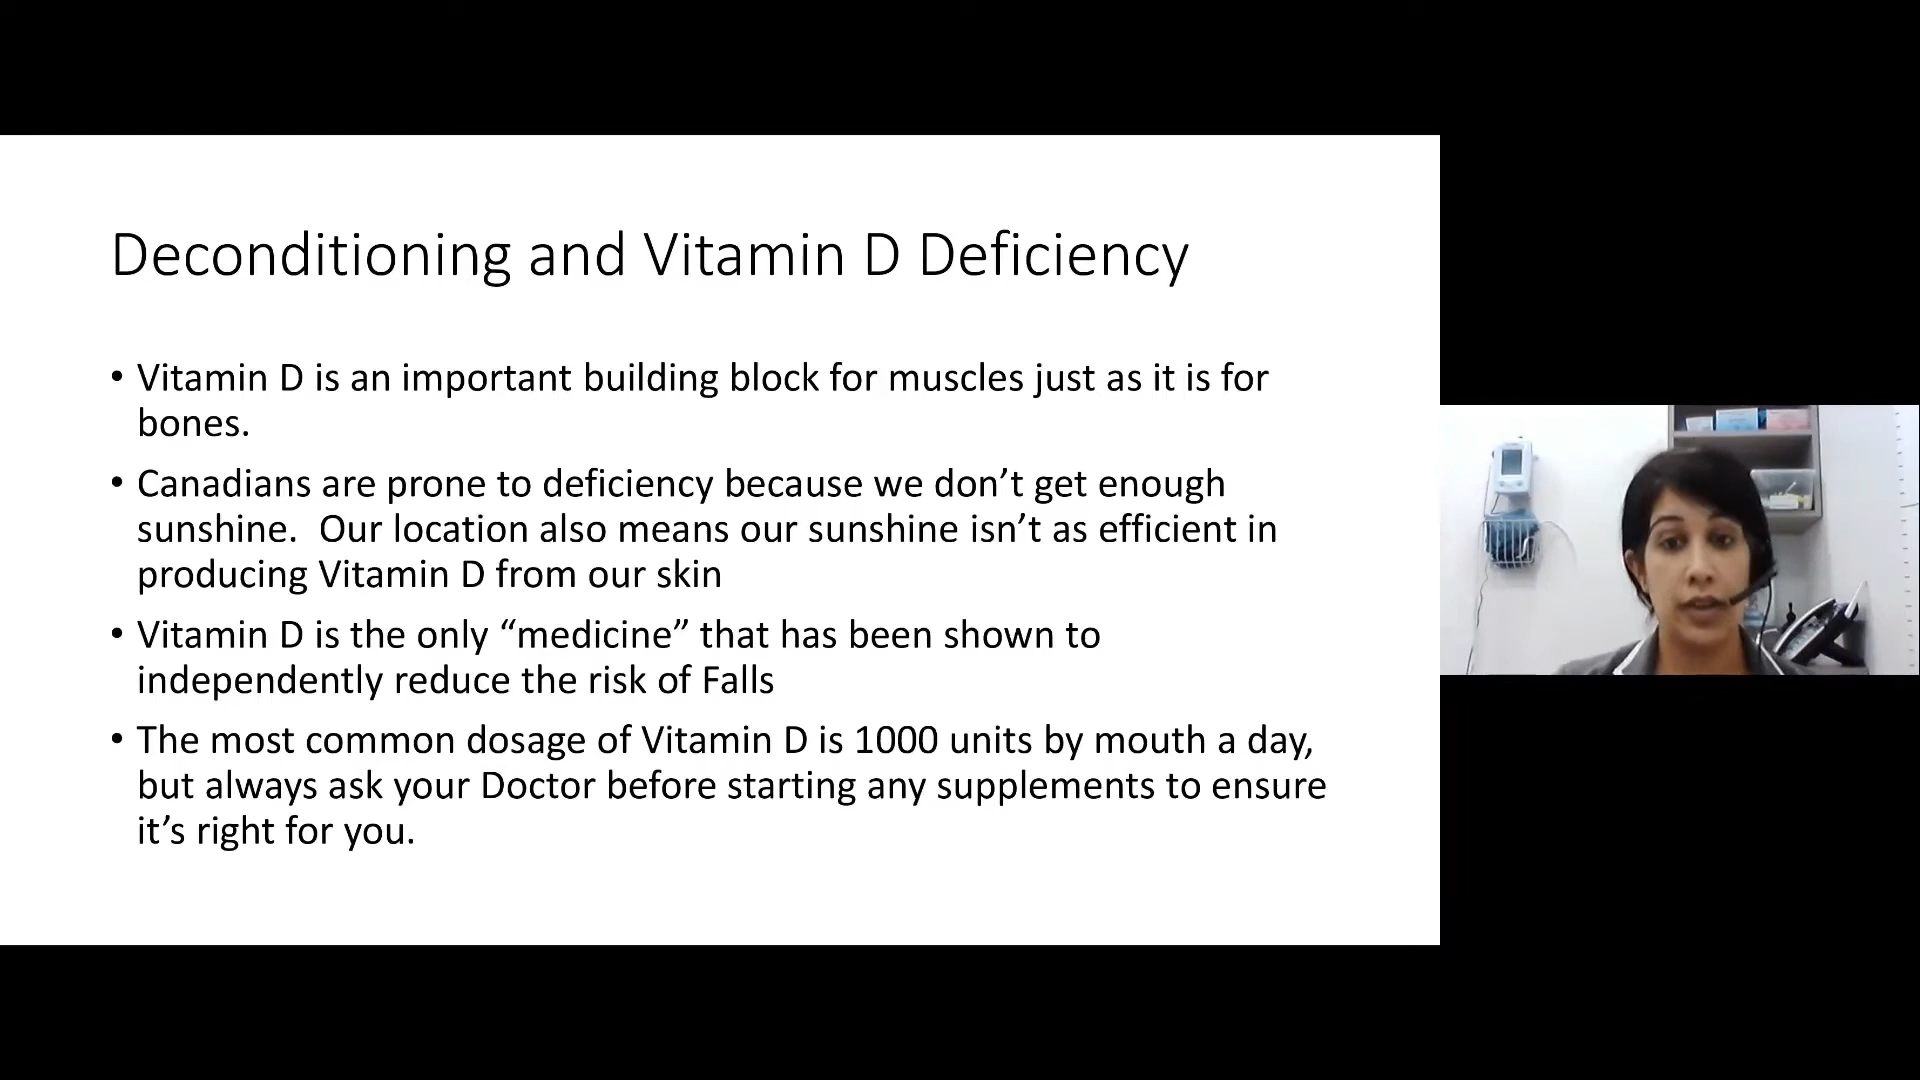 Deconditioning and Vitamin D Deficiency
• Vitamin D is an important building block for muscles just as it is for
bones.
• Canadians are prone to deficiency because we don’t get enough
sunshine.  Our location also means our sunshine isn’t as efficient in
producing Vitamin D from our skin
• Vitamin D is the only “medicine” that has been shown to
independently reduce the risk of Falls
• The most common dosage of Vitamin D is 1000 units by mouth a day,
but always ask your Doctor before starting any supplements to ensure
it’s right for you.